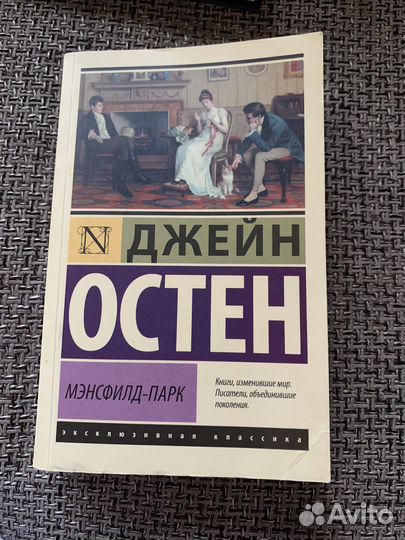 N
ДЖЕЙН
ОСТЕН
МЭНСФИЛД-ПАРК
Книги, изменившие мир.
Писатели, объединившие
поколения.
эксклюзивная классика
Avito